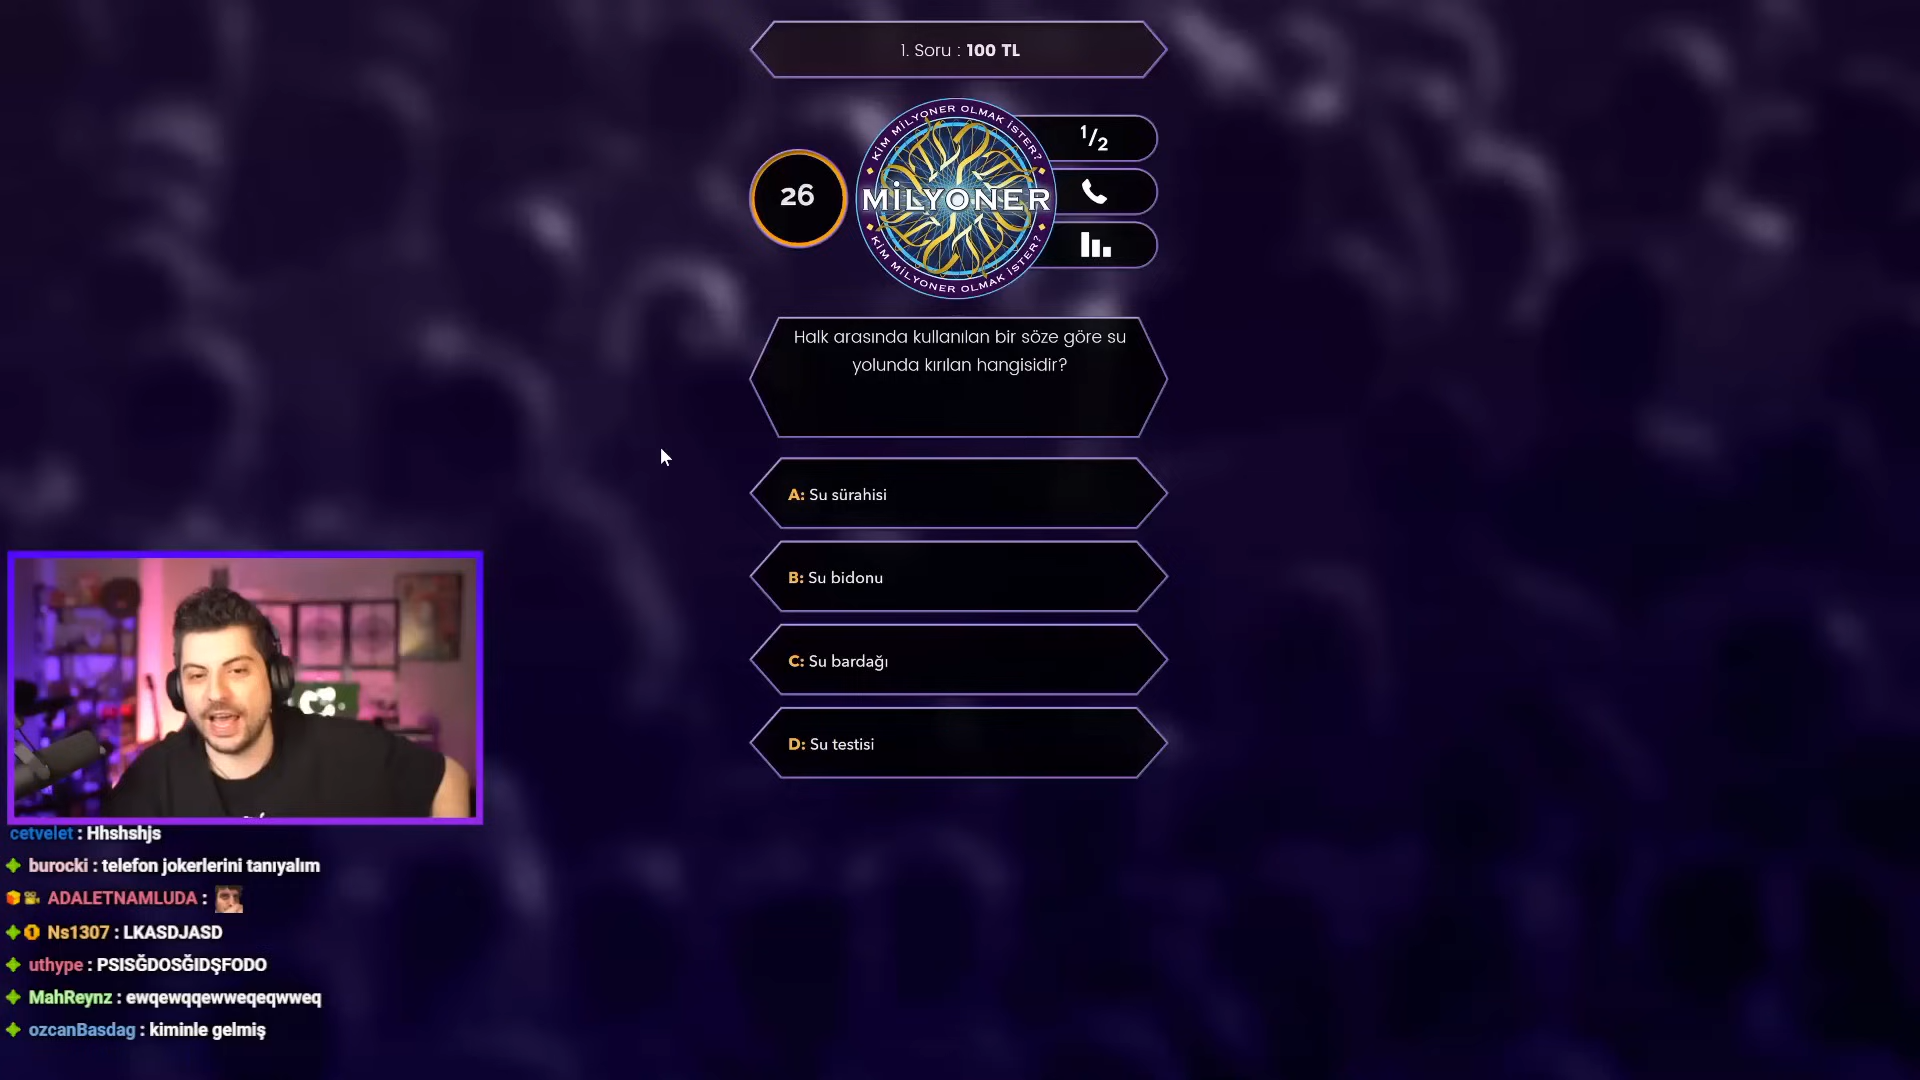 1. Soru : 100 TL
26
KİM MİLYONER OLMAK İSTER?
MİLYONER
KİM MİLYONER OLMAK İSTER?
1/2
Halk arasında kullanılan bir söze göre su
yolunda kırılan hangisidir?
A: Su sürahisi
B: Su bidonu
C: Su bardağı
D: Su testisi
cetvelet : Hhshshjs
burocki : telefon jokerlerini tanıyalım
ADALETNAMLUDA :
Ns1307 : LKASDJASD
uthype : PSISĞDOSĞIDŞFODO
MahReynz : ewqewqqewweqeqwweq
ozcanBasdag : kiminle gelmiş